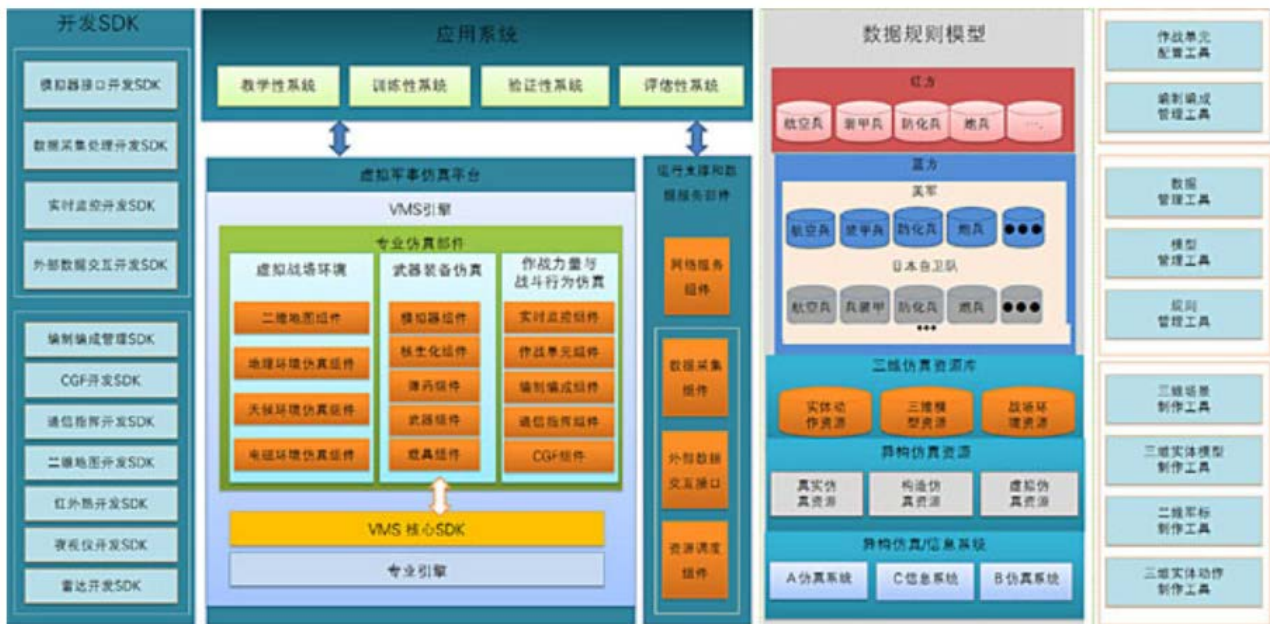 开发SDK
模拟器接口开发SDK
数据采集处理开发SDK
实时监控开发SDK
外部数据交互开发SDK
编制编成管理SDK
CGF开发SDK
通信指挥开发SDK
二维地图开发SDK
红外热开发SDK
夜视仪开发SDK
雷达开发SDK
应用系统
教学性系统
训练性系统
验证性系统
评估性系统
虚拟军事仿真平台
VMS引擎
专业仿真部件
虚拟战场环境
二维地图组件
地理环境仿真组件
天候环境仿真组件
电磁环境仿真组件
武器装备仿真
模拟器组件
核生化组件
弹药组件
武器组件
载具组件
作战力量与
战斗行为仿真
实时监控组件
作战单元组件
编制编成组件
通信指挥组件
CGF组件
VMS 核心SDK
专业引擎
运行支撑和数
据服务部件
网络服务
组件
数据采集
组件
外部数据
交互接口
资源调度
组件
数据规则模型
红方
航空兵
装甲兵
防化兵
炮兵
….
蓝方
美军
航空兵
装甲兵
防化兵
炮兵
●●●
日本自卫队
航空兵
兵装甲
防化兵
炮兵
●●●
•••
三维仿真资源库
实体动
作资源
三维模
型资源
战场环
境资源
异构仿真资源
真实仿
真资源
构造仿
真资源
虚拟仿
真资源
异构仿真/信息系统
A仿真系统
C信息系统
B仿真系统
作战单元
配置工具
编制编成
管理工具
数据
管理工具
模型
管理工具
规则
管理工具
三维场景
制作工具
三维实体模型
制作工具
二维军标
制作工具
三维实体动作
制作工具